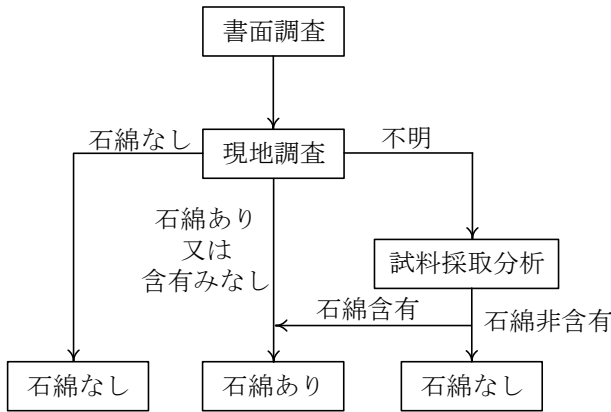 書面調査
石綿なし
現地調査
不明
石綿あり
又は
含有みなし
試料採取分析
石綿含有
石綿非含有
石綿なし
石綿あり
石綿なし